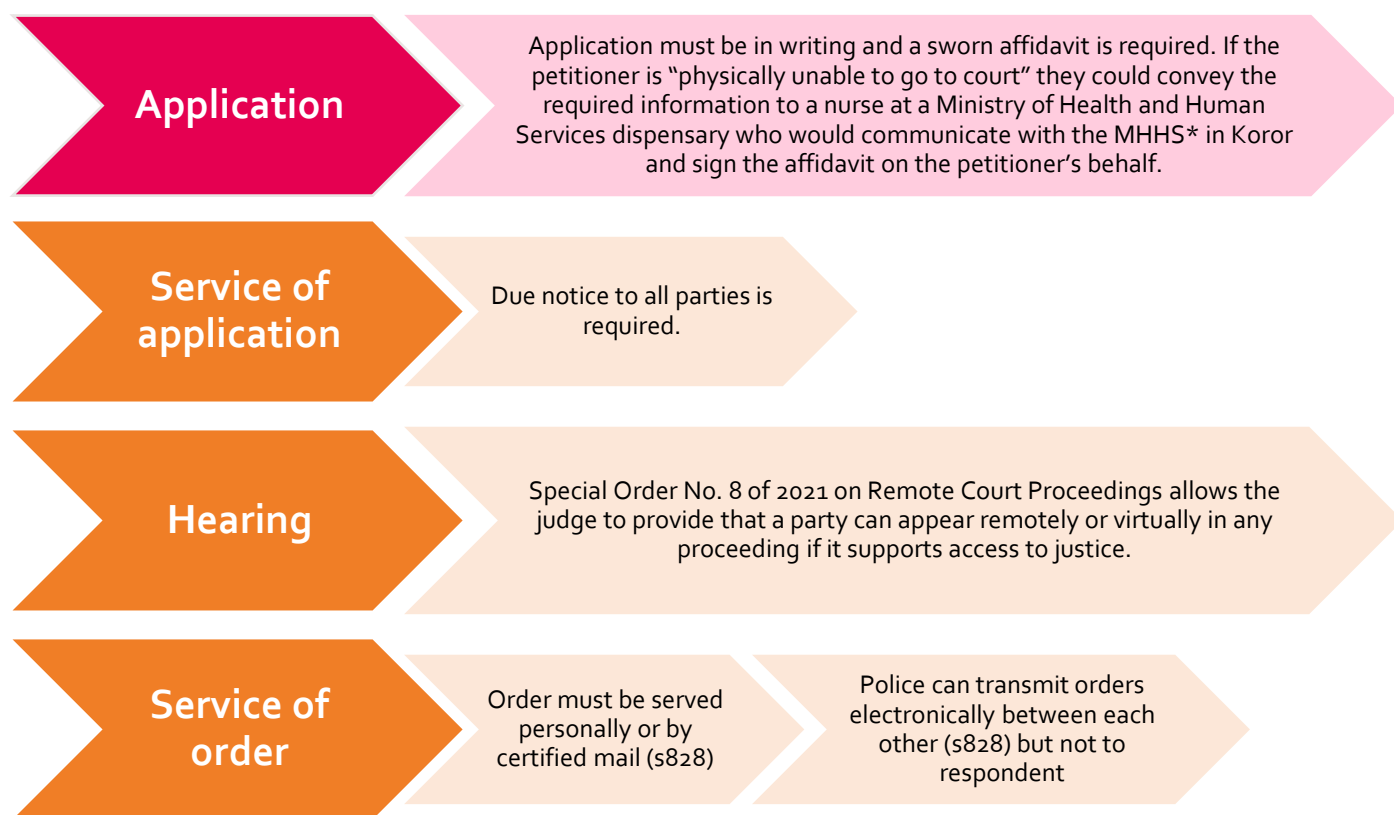 Application
Application must be in writing and a sworn affidavit is required. If the
petitioner is “physically unable to go to court” they could convey the
required information to a nurse at a Ministry of Health and Human
Services dispensary who would communicate with the MHHS* in Koror
and sign the affidavit on the petitioner’s behalf.
Service of
application
Due notice to all parties is
required.
Hearing
Special Order No. 8 of 2021 on Remote Court Proceedings allows the
judge to provide that a party can appear remotely or virtually in any
proceeding if it supports access to justice.
Service of
order
Order must be served
personally or by
certified mail (s828)
Police can transmit orders
electronically between each
other (s828) but not to
respondent